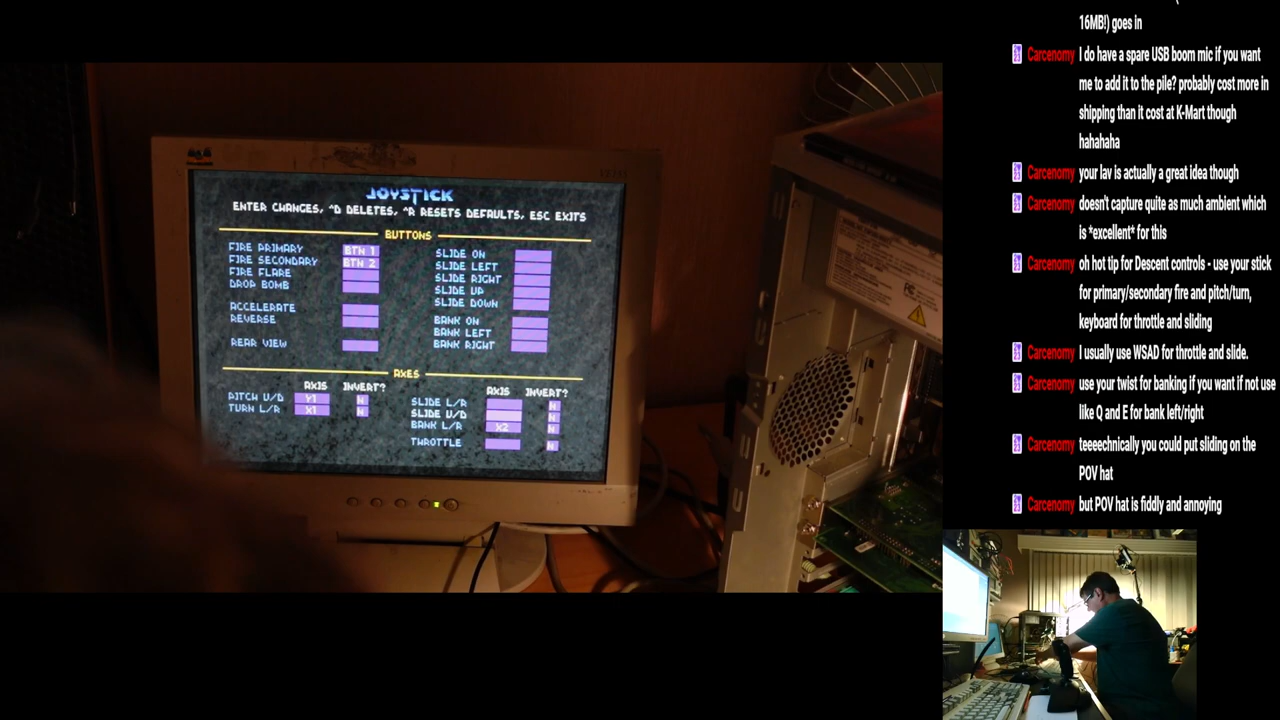 JOYSTICK
ENTER CHANGES, ^D DELETES, ^R RESETS DEFAULTS, ESC EXITS
BUTTONS
FIRE PRIMARY BTN 1
FIRE SECONDARY BTN 2
FIRE FLARE
DROP BOMB
ACCELERATE
REVERSE
REAR VIEW
SLIDE ON
SLIDE LEFT
SLIDE RIGHT
SLIDE UP
SLIDE DOWN
BANK ON
BANK LEFT
BANK RIGHT
AXES
AXIS INVERT?
PITCH U/D Y1 N
TURN L/R X1 N
AXIS INVERT?
SLIDE L/R N
SLIDE U/D N
BANK L/R X2 N
THROTTLE N
16MB!) goes in
Carcenomy I do have a spare USB boom mic if you want
me to add it to the pile? probably cost more in
shipping than it cost at K-Mart though
hahahaha
Carcenomy your lav is actually a great idea though
Carcenomy doesn't capture quite as much ambient which
is *excellent* for this
Carcenomy oh hot tip for Descent controls - use your stick
for primary/secondary fire and pitch/turn,
keyboard for throttle and sliding
Carcenomy I usually use WSAD for throttle and slide.
Carcenomy use your twist for banking if you want if not use
like Q and E for bank left/right
Carcenomy teeeechnically you could put sliding on the
POV hat
Carcenomy but POV hat is fiddly and annoying